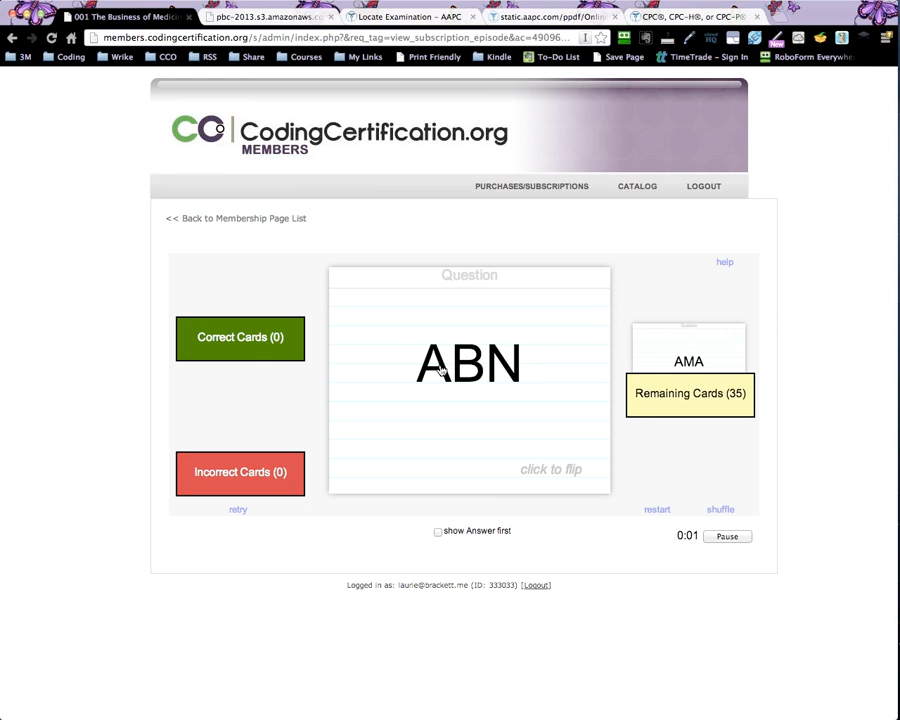 001 The Business of Medicin
pbc-2013.s3.amazonaws.co
Locate Examination – AAPC
static.aapc.com/ppdf/Onlin
CPC®, CPC-H®, or CPC-P®
members.codingcertification.org/s/admin/index.php?&req_tag=view_subscription_episode&ac=49096...
3M
Coding
Wrike
CCO
RSS
Share
Courses
My Links
Print Friendly
Kindle
To-Do List
Save Page
TimeTrade – Sign In
RoboForm Everywhe
CO | CodingCertification.org
MEMBERS
PURCHASES/SUBSCRIPTIONS
CATALOG
LOGOUT
<< Back to Membership Page List
help
Question
Correct Cards (0)
ABN
AMA
Remaining Cards (35)
click to flip
Incorrect Cards (0)
retry
restart
shuffle
show Answer first
0:01
Pause
Logged in as: laurie@brackett.me (ID: 333033) [Logout]